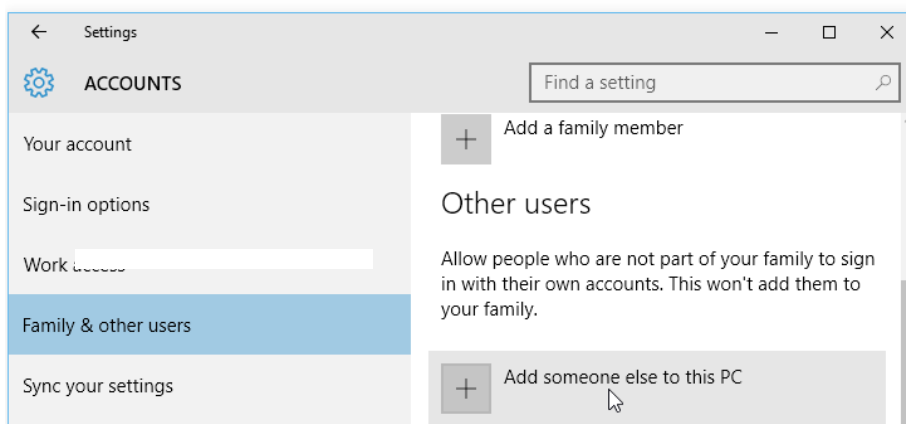 Settings
ACCOUNTS
Find a setting
Your account
Sign-in options
Work
Family & other users
Sync your settings
Add a family member
Other users
Allow people who are not part of your family to sign
in with their own accounts. This won't add them to
your family.
Add someone else to this PC